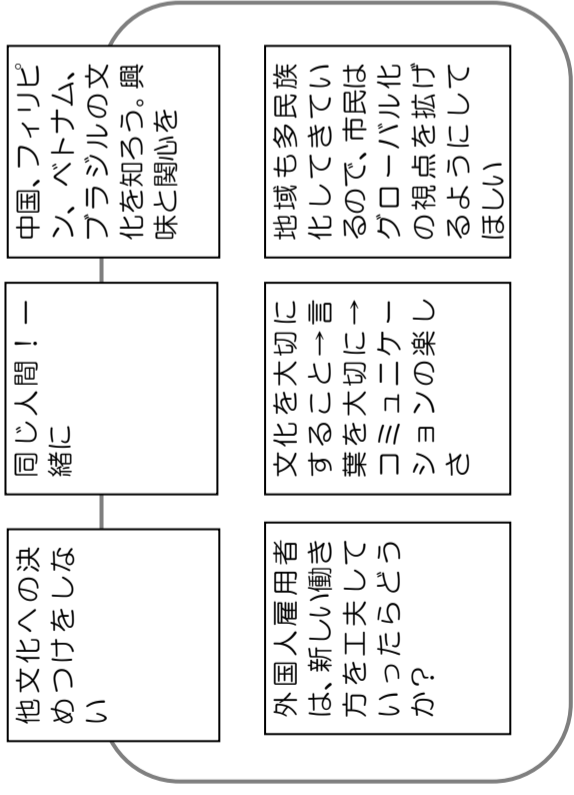 他文化への決
めつけをしな
い
同じ人間！一
緒に
中国、フィリピ
ン、ベトナム、
ブラジルの文
化を知ろう。興
味と関心を
外国人雇用者
は、新しい働き
方を工夫して
いったらどう
か？
文化を大切に
すること→言
葉を大切に→
コミュニケー
ションの楽し
さ
地域も多民族
化してきてい
るので、市民は
グローバル化
の視点を拡げ
るようにして
ほしい